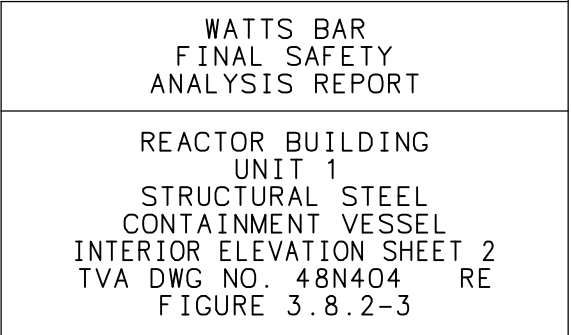 WATTS BAR
FINAL SAFETY
ANALYSIS REPORT
REACTOR BUILDING
UNIT 1
STRUCTURAL STEEL
CONTAINMENT VESSEL
INTERIOR ELEVATION SHEET 2
TVA DWG NO. 48N404 RE
FIGURE 3.8.2-3